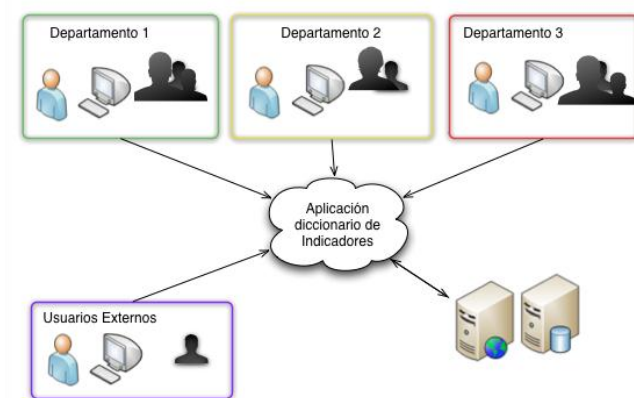 Departamento 1
Departamento 2
Departamento 3
Aplicación
diccionario de
Indicadores
Usuarios Externos